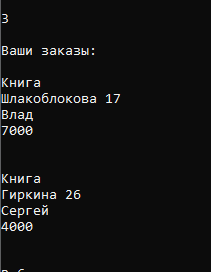 3
Ваши заказы:
Книга
Шлакоблокова 17
Влад
7000
Книга
Гиркина 26
Сергей
4000